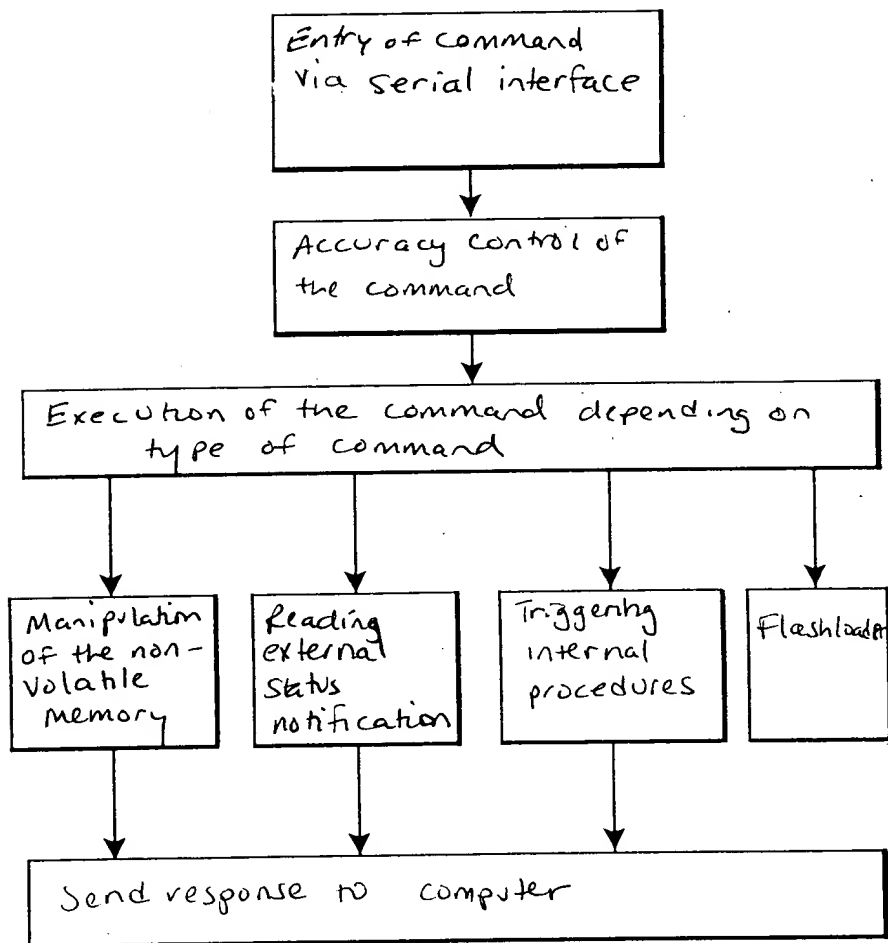 Entry of command
via serial interface
Accuracy control of
the command
Execution of the command depending on
type of command
Manipulation
of the non-
volatile
memory
Reading
external
status
notification
Triggering
internal
procedures
Flashloader
Send response to computer